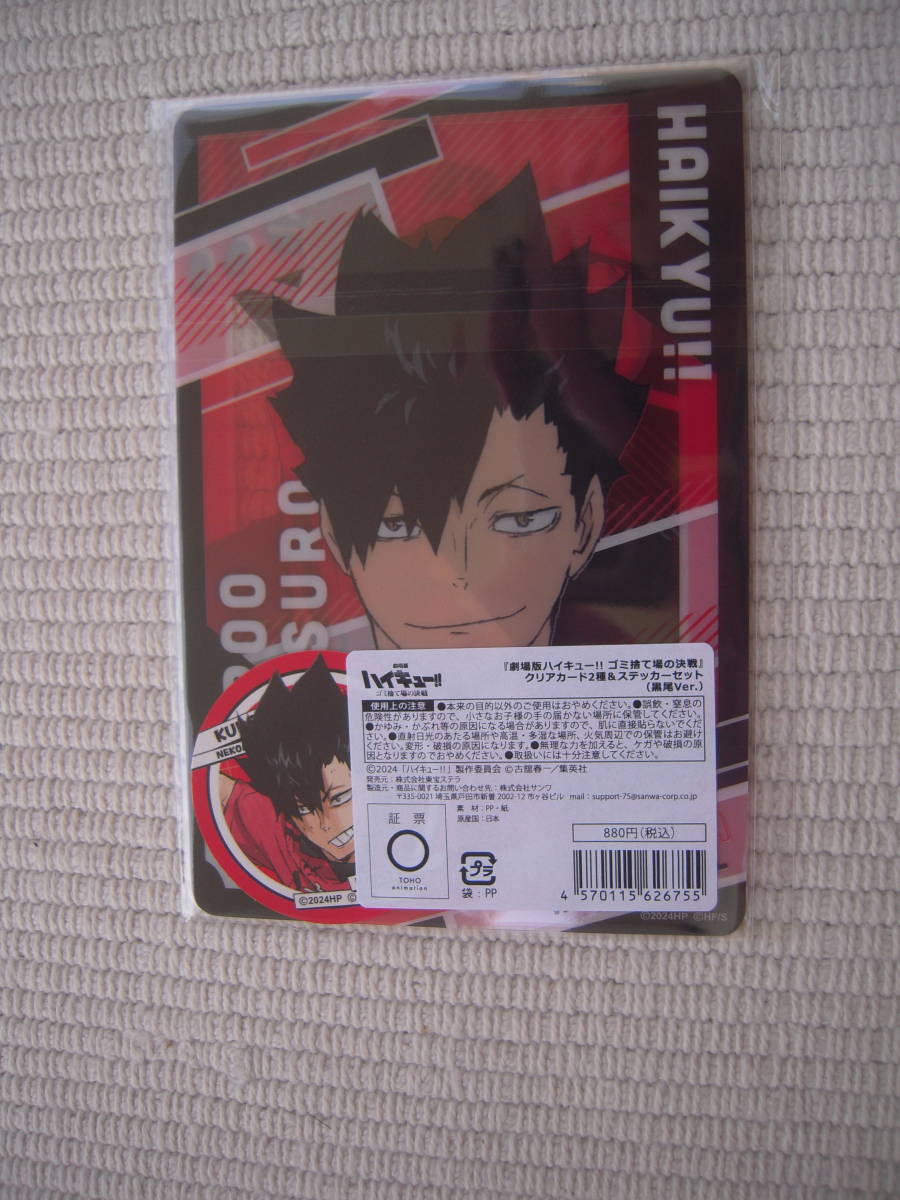 HAIKYU!!
ROO
SURO
KU
NEKO
©2024HP ©
劇場版
ハイキュー!!
ゴミ捨て場の決戦
『劇場版ハイキュー!! ゴミ捨て場の決戦』
クリアカード2種&ステッカーセット
(黒尾Ver.)
使用上の注意 ●本来の目的以外のご使用はおやめください。●誤飲・窒息の
危険性がありますので、小さなお子様の手の届かない場所に保管してください。
●かゆみ・かぶれ等の原因になる場合がありますので、肌に直接貼らないでくだ
さい。●直射日光のあたる場所や高温・多湿な場所、火気周辺での保管はお避け
ください。変形・破損の原因になります。●無理な力を加えると、ケガや破損の原
因となりますのでおやめください。●取扱いには十分注意してください。
©2024「ハイキュー!!」製作委員会 ©古舘春一/集英社
発売元:株式会社東宝ステラ
製造元・商品に関するお問い合わせ先:株式会社サンワ
〒335-0021 埼玉県戸田市新曽 2002-12 市ヶ谷ビル mail:support-75@sanwa-corp.co.jp
証票
TOHO
animation
素 材:PP・紙
原産国:日本
プラ
袋:PP
880円(税込)
4 570115 626755
©2024HP ©HF/S